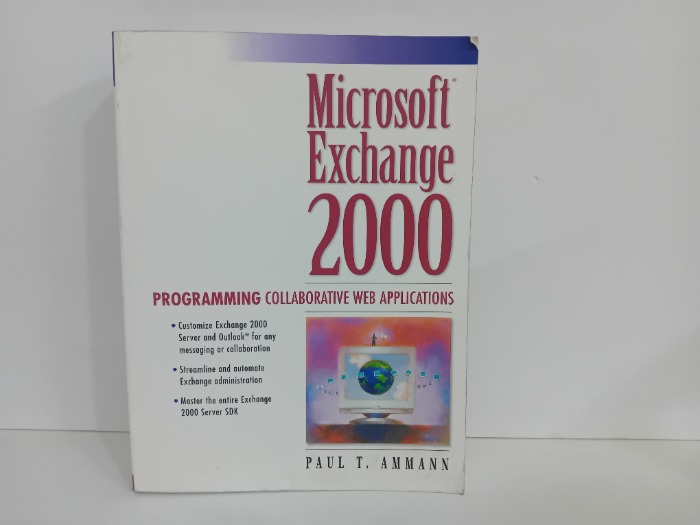 Microsoft®
Exchange
2000
PROGRAMMING COLLABORATIVE WEB APPLICATIONS
• Customize Exchange 2000
Server and Outlook℠ for any
messaging or collaboration
• Streamline and automate
Exchange administration
• Master the entire Exchange
2000 Server SDK
PAUL T. AMMANN